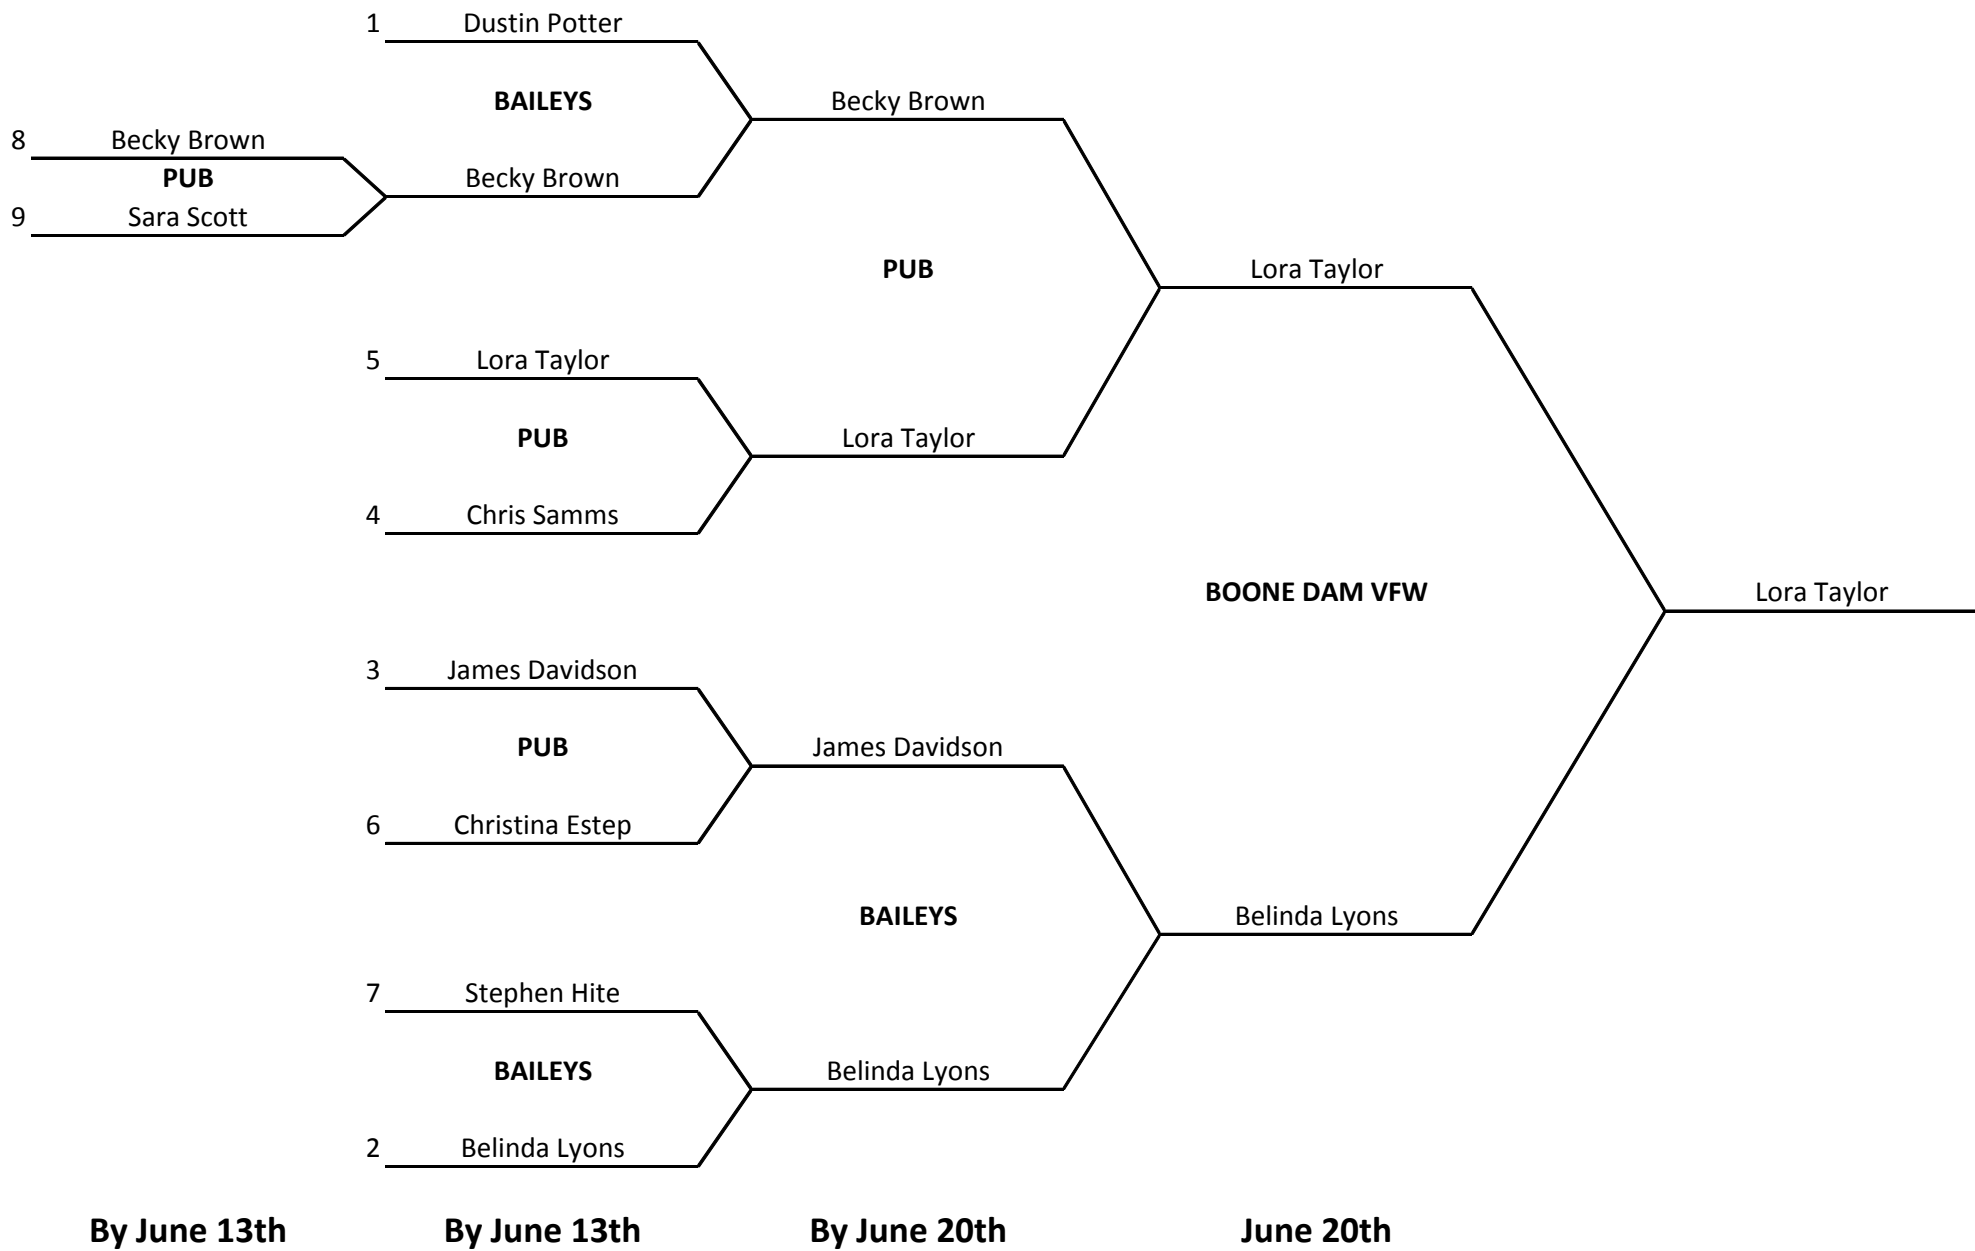 1 Dustin Potter
BAILEYS
Becky Brown
8 Becky Brown
PUB
Becky Brown
9 Sara Scott
PUB
Lora Taylor
5 Lora Taylor
PUB
Lora Taylor
4 Chris Samms
BOONE DAM VFW
Lora Taylor
3 James Davidson
PUB
James Davidson
6 Christina Estep
BAILEYS
Belinda Lyons
7 Stephen Hite
BAILEYS
Belinda Lyons
2 Belinda Lyons
By June 13th
By June 13th
By June 20th
June 20th